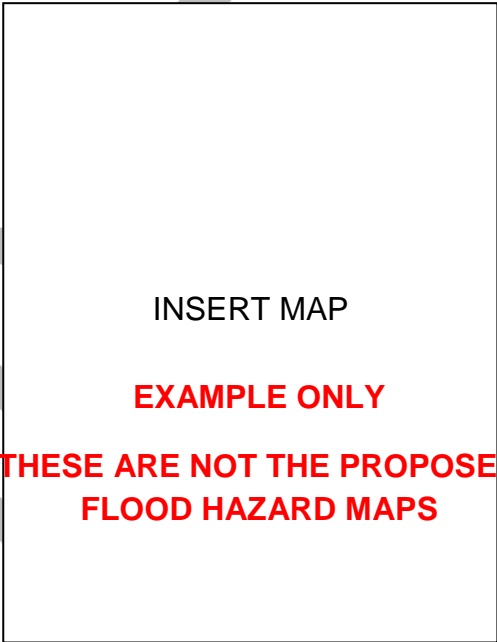 INSERT MAP
EXAMPLE ONLY
THESE ARE NOT THE PROPOSE
FLOOD HAZARD MAPS